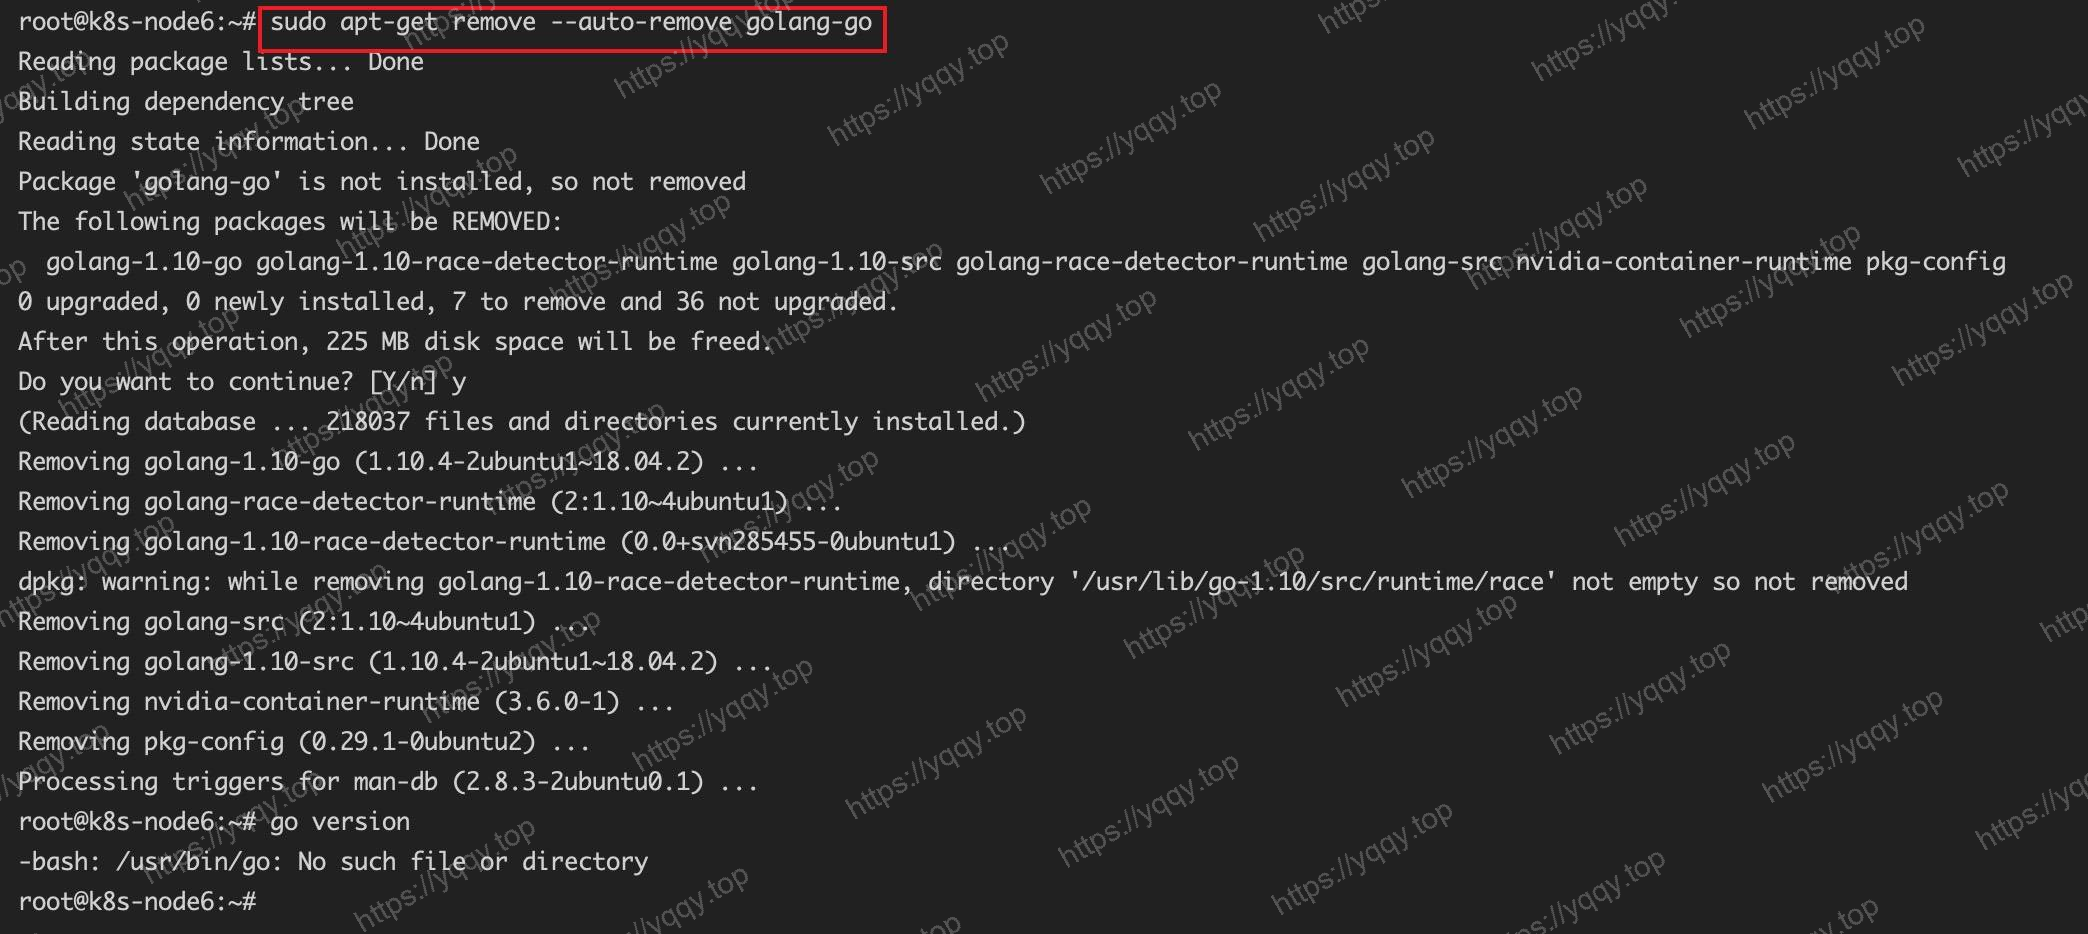 root@k8s-node6:~# sudo apt-get remove --auto-remove golang-go
Reading package lists... Done
Building dependency tree
Reading state information... Done
Package 'golang-go' is not installed, so not removed
The following packages will be REMOVED:
  golang-1.10-go golang-1.10-race-detector-runtime golang-1.10-src golang-race-detector-runtime golang-src nvidia-container-runtime pkg-config
0 upgraded, 0 newly installed, 7 to remove and 36 not upgraded.
After this operation, 225 MB disk space will be freed.
Do you want to continue? [Y/n] y
(Reading database ... 218037 files and directories currently installed.)
Removing golang-1.10-go (1.10.4-2ubuntu1~18.04.2) ...
Removing golang-race-detector-runtime (2:1.10~4ubuntu1) ...
Removing golang-1.10-race-detector-runtime (0.0+svn285455-0ubuntu1) ...
dpkg: warning: while removing golang-1.10-race-detector-runtime, directory '/usr/lib/go-1.10/src/runtime/race' not empty so not removed
Removing golang-src (2:1.10~4ubuntu1) ...
Removing golang-1.10-src (1.10.4-2ubuntu1~18.04.2) ...
Removing nvidia-container-runtime (3.6.0-1) ...
Removing pkg-config (0.29.1-0ubuntu2) ...
Processing triggers for man-db (2.8.3-2ubuntu0.1) ...
root@k8s-node6:~# go version
-bash: /usr/bin/go: No such file or directory
root@k8s-node6:~#
https://yqqy.top